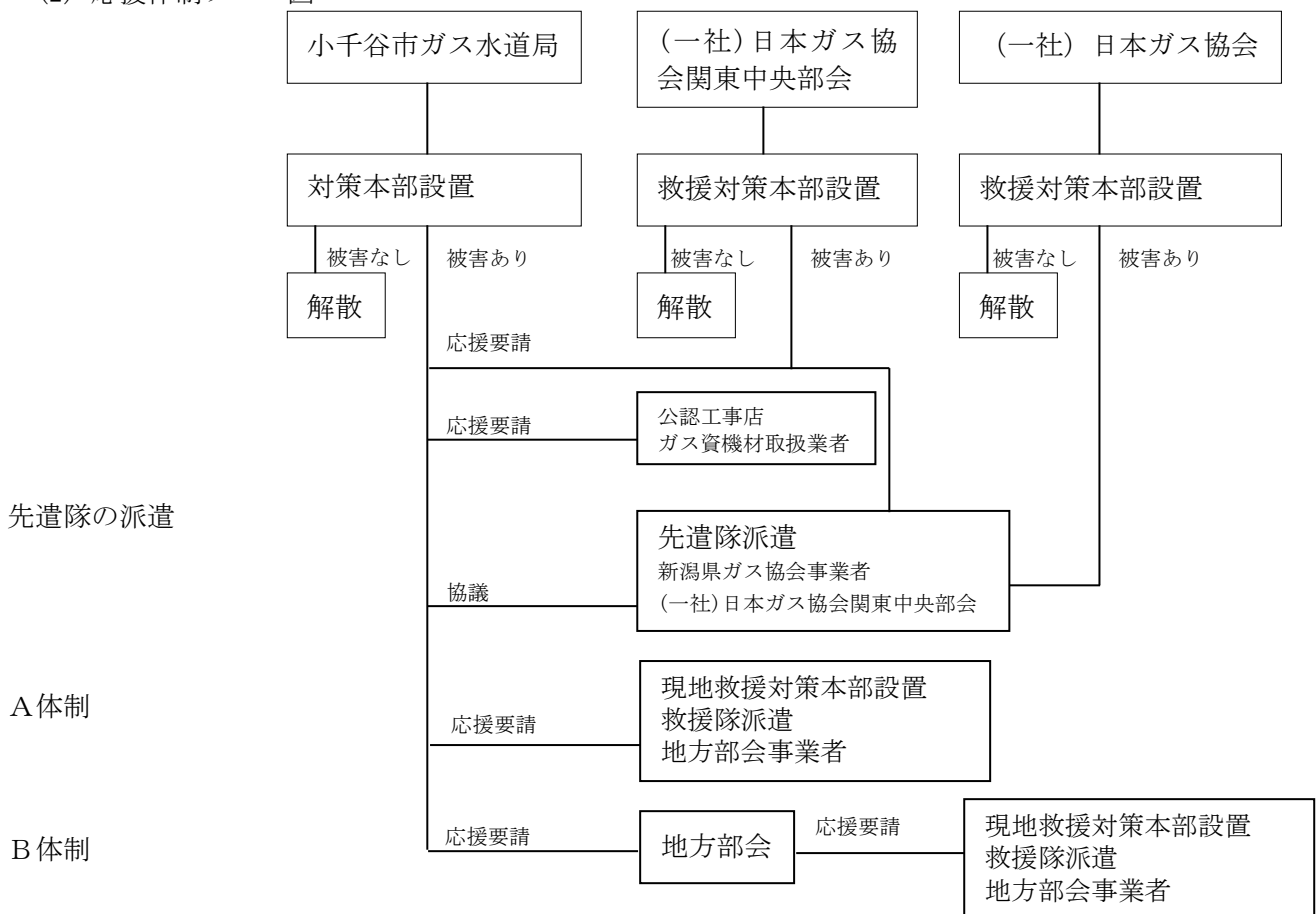 小千谷市ガス水道局
(一社)日本ガス協
会関東中央部会
(一社) 日本ガス協会
対策本部設置
救援対策本部設置
救援対策本部設置
被害なし
被害あり
被害なし
被害あり
被害なし
被害あり
解散
解散
解散
応援要請
応援要請
公認工事店
ガス資機材取扱業者
先遣隊の派遣
先遣隊派遣
新潟県ガス協会事業者
(一社)日本ガス協会関東中央部会
協議
A体制
応援要請
現地救援対策本部設置
救援隊派遣
地方部会事業者
B体制
応援要請
地方部会
応援要請
現地救援対策本部設置
救援隊派遣
地方部会事業者